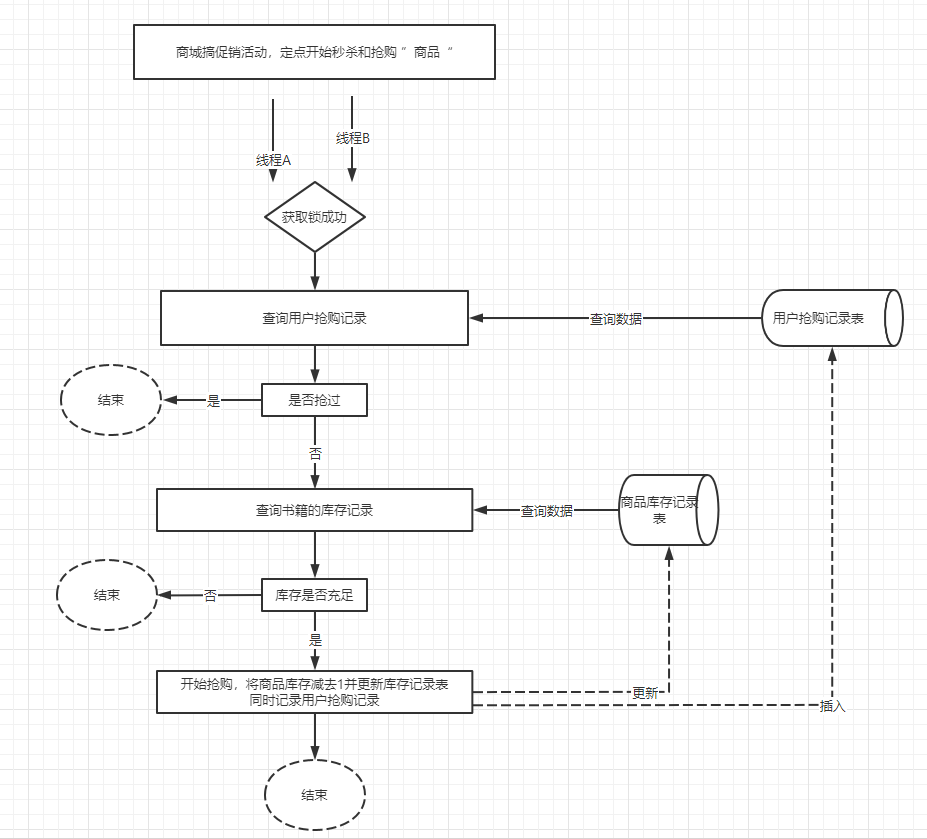 商城搞促销活动，定点开始秒杀和抢购 ” 商品 “
线程B
线程A
获取锁成功
查询用户抢购记录
查询数据
用户抢购记录表
结束
是
是否抢过
否
查询书籍的库存记录
查询数据
商品库存记录
表
结束
否
库存是否充足
是
开始抢购，将商品库存减去1并更新库存记录表
同时记录用户抢购记录
更新
插入
结束